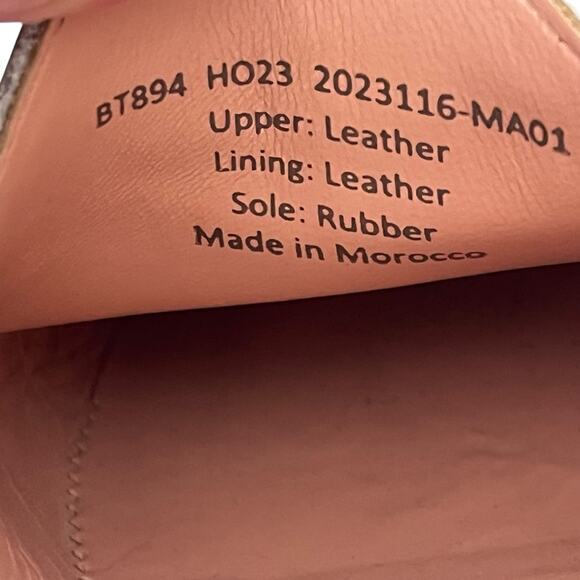 BT894 HO23 2023116-MA01
Upper: Leather
Lining: Leather
Sole: Rubber
Made in Morocco